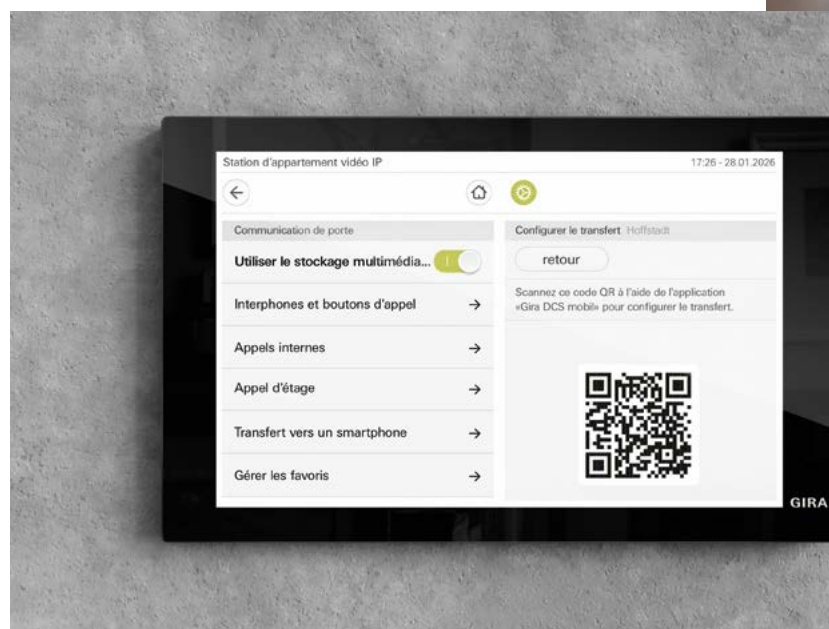 Station d'appartement vidéo IP
17:26 - 28.01.2026
Communication de porte
Utiliser le stockage multimédia...
Interphones et boutons d'appel
Appels internes
Appel d'étage
Transfert vers un smartphone
Gérer les favoris
Configurer le transfert Hoffstadt
retour
Scannez ce code QR à l'aide de l'application
«Gira DCS mobil» pour configurer le transfert.
GIRA